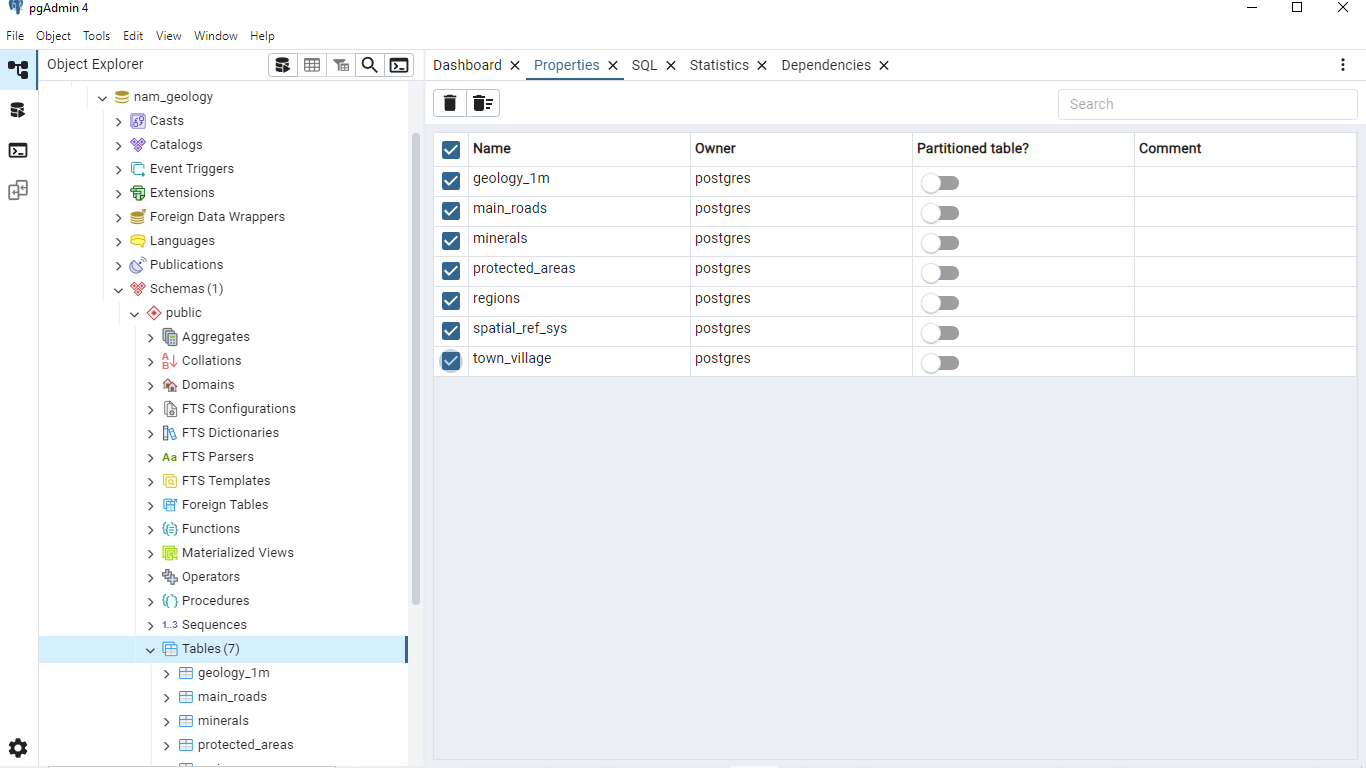 pgAdmin 4
File Object Tools Edit View Window Help
Object Explorer
Dashboard Properties SQL Statistics Dependencies
Search
nam_geology
Casts
Catalogs
Event Triggers
Extensions
Foreign Data Wrappers
Languages
Publications
Schemas (1)
public
Aggregates
Collations
Domains
FTS Configurations
FTS Dictionaries
Aa FTS Parsers
FTS Templates
Foreign Tables
Functions
Materialized Views
Operators
Procedures
1..3 Sequences
Tables (7)
geology_1m
main_roads
minerals
protected_areas
Name Owner Partitioned table? Comment
geology_1m postgres
main_roads postgres
minerals postgres
protected_areas postgres
regions postgres
spatial_ref_sys postgres
town_village postgres